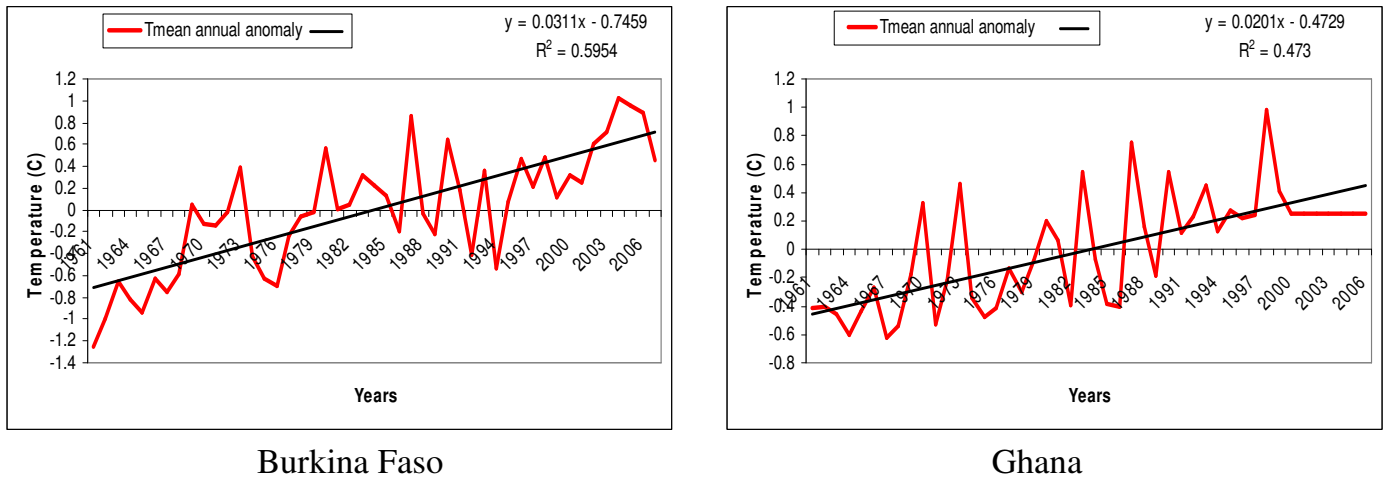 Tmean annual anomaly
y = 0.0311x - 0.7459
R² = 0.5954
Temperature (C)
1.2
1
0.8
0.6
0.4
0.2
0
-0.2
-0.4
-0.6
-0.8
-1
-1.2
-1.4
1961 1964 1967 1970 1973 1976 1979 1982 1985 1988 1991 1994 1997 2000 2003 2006
Years
Burkina Faso
Tmean annual anomaly
y = 0.0201x - 0.4729
R² = 0.473
Temperature (C)
1.2
1
0.8
0.6
0.4
0.2
0
-0.2
-0.4
-0.6
-0.8
1961 1964 1967 1970 1973 1976 1979 1982 1985 1988 1991 1994 1997 2000 2003 2006
Years
Ghana